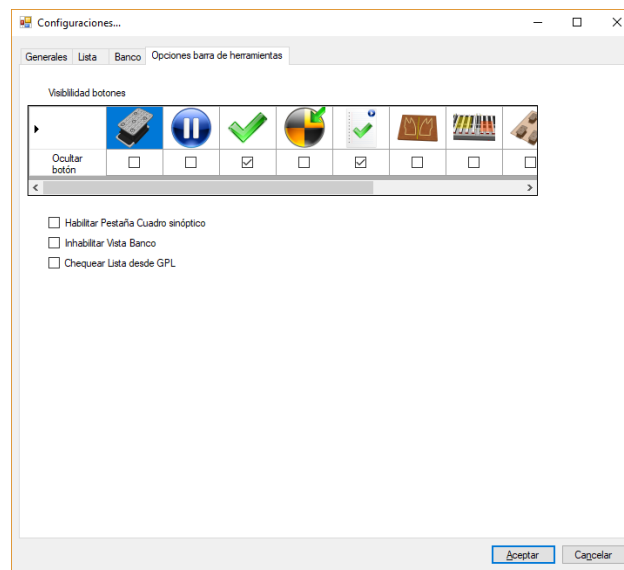 Configuraciones...
Generales Lista Banco Opciones barra de herramientas
Visiblilidad botones
Ocultar
botón
Habilitar Pestaña Cuadro sinóptico
Inhabilitar Vista Banco
Chequear Lista desde GPL
Aceptar Cancelar